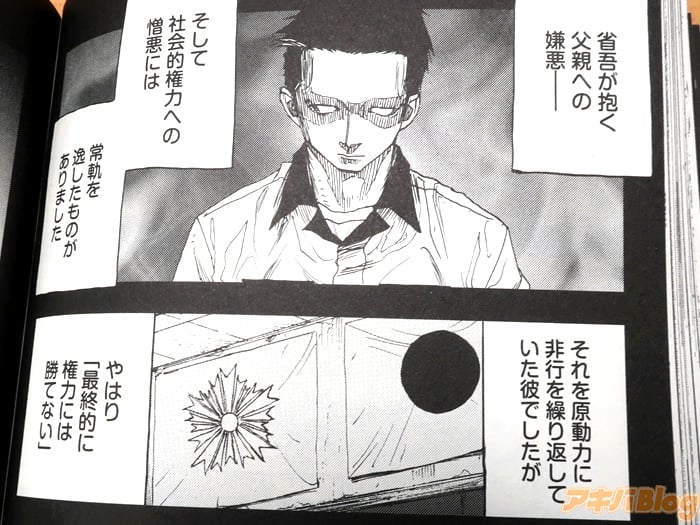 省吾が抱く
父親への
嫌悪――
そして
社会的権力への
憎悪には
常軌を
逸したものが
ありました
それを原動力に
非行を繰り返して
いた彼でしたが
やはり
「最終的に
権力には
勝てない」
アキバBlog